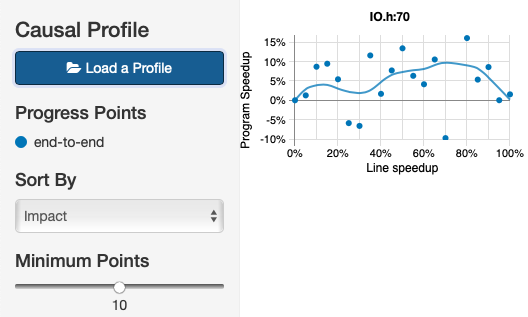 Causal Profile
Load a Profile
Progress Points
end-to-end
Sort By
Impact
Minimum Points
10
IO.h:70
Program Speedup
15%
10%
5%
0%
-5%
-10%
0%
20%
40%
60%
80%
100%
Line speedup